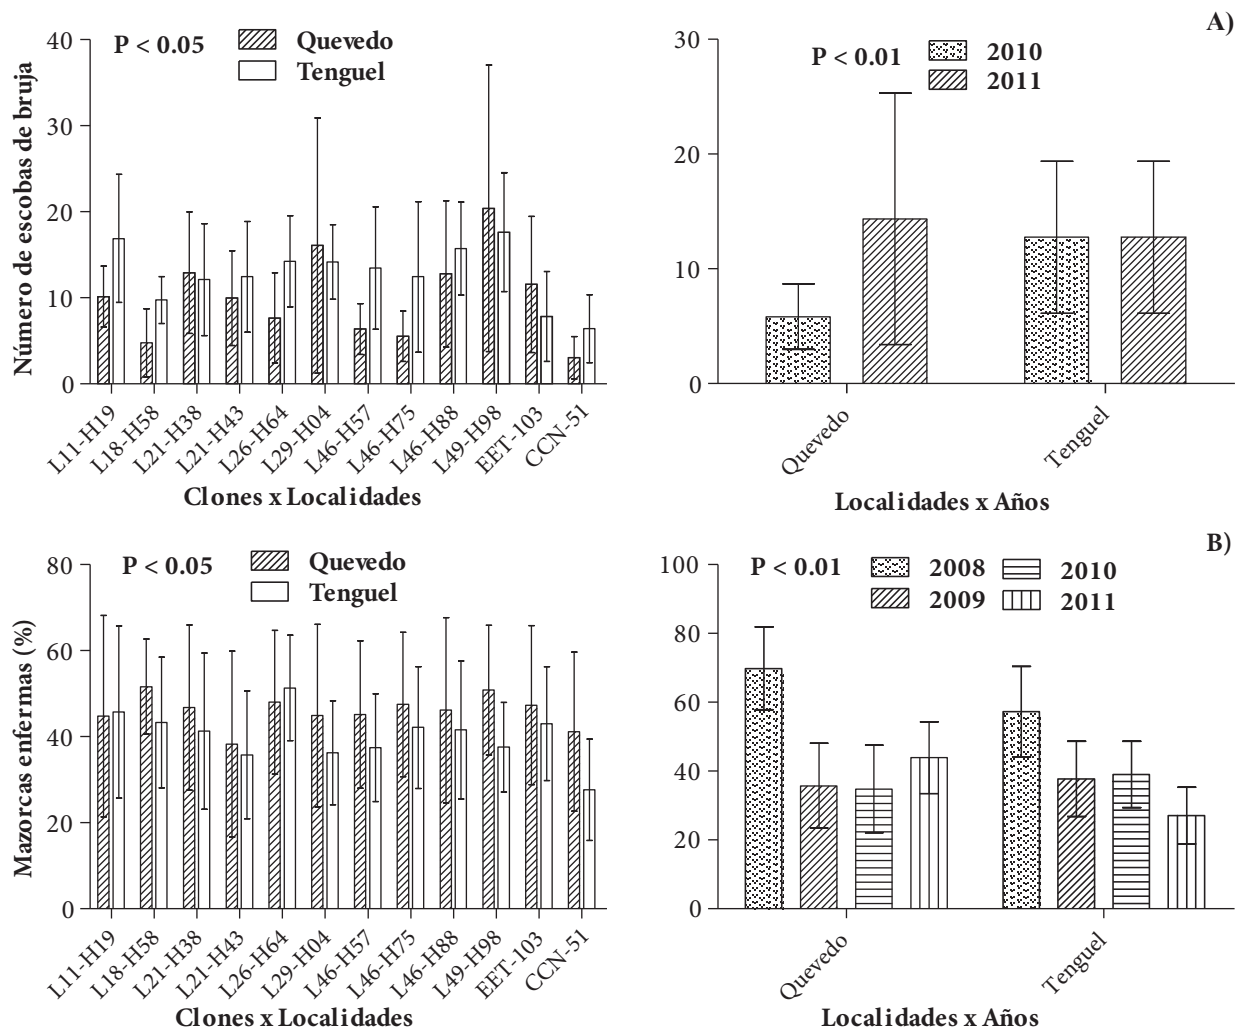 A)
Número de escobas de bruja
40
30
20
10
0
P < 0.05
Quevedo
Tenguel
L11-H19
L18-H58
L21-H38
L21-H43
L26-H64
L29-H04
L46-H57
L46-H75
L46-H88
L49-H98
EET-103
CCN-51
Clones x Localidades
30
20
10
0
P < 0.01
2010
2011
Quevedo
Tenguel
Localidades x Años
B)
Mazorcas enfermas (%)
80
60
40
20
0
P < 0.05
Quevedo
Tenguel
L11-H19
L18-H58
L21-H38
L21-H43
L26-H64
L29-H04
L46-H57
L46-H75
L46-H88
L49-H98
EET-103
CCN-51
Clones x Localidades
100
80
60
40
20
0
P < 0.01
2008
2009
2010
2011
Quevedo
Tenguel
Localidades x Años